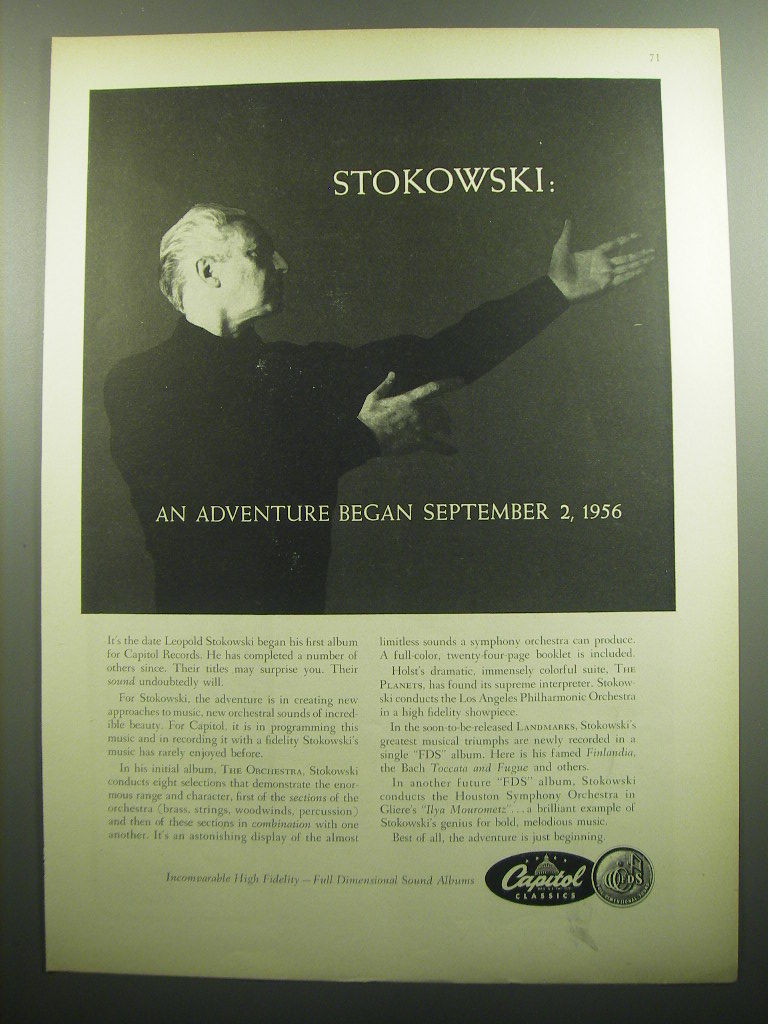 71
STOKOWSKI:
AN ADVENTURE BEGAN SEPTEMBER 2, 1956
It's the date Leopold Stokowski began his first album
for Capitol Records. He has completed a number of
others since. Their titles may surprise you. Their
sound undoubtedly will.
For Stokowski, the adventure is in creating new
approaches to music, new orchestral sounds of incred-
ible beauty. For Capitol, it is in programming this
music and in recording it with a fidelity Stokowski's
music has rarely enjoyed before.
In his initial album, THE ORCHESTRA, Stokowski
conducts eight selections that demonstrate the enor-
mous range and character, first of the sections of the
orchestra (brass, strings, woodwinds, percussion)
and then of these sections in combination with one
another. It's an astonishing display of the almost
limitless sounds a symphony orchestra can produce.
A full-color, twenty-four-page booklet is included.
Holst's dramatic, immensely colorful suite, THE
PLANETS, has found its supreme interpreter. Stokow-
ski conducts the Los Angeles Philharmonic Orchestra
in a high fidelity showpiece.
In the soon-to-be-released LANDMARKS, Stokowski's
greatest musical triumphs are newly recorded in a
single "FDS" album. Here is his famed Finlandia,
the Bach Toccata and Fugue and others.
In another future "FDS" album, Stokowski
conducts the Houston Symphony Orchestra in
Gliere's "Ilya Mourometz"...a brilliant example of
Stokowski's genius for bold, melodious music.
Best of all, the adventure is just beginning.
Incomparable High Fidelity—Full Dimensional Sound Albums
Capitol
CLASSICS